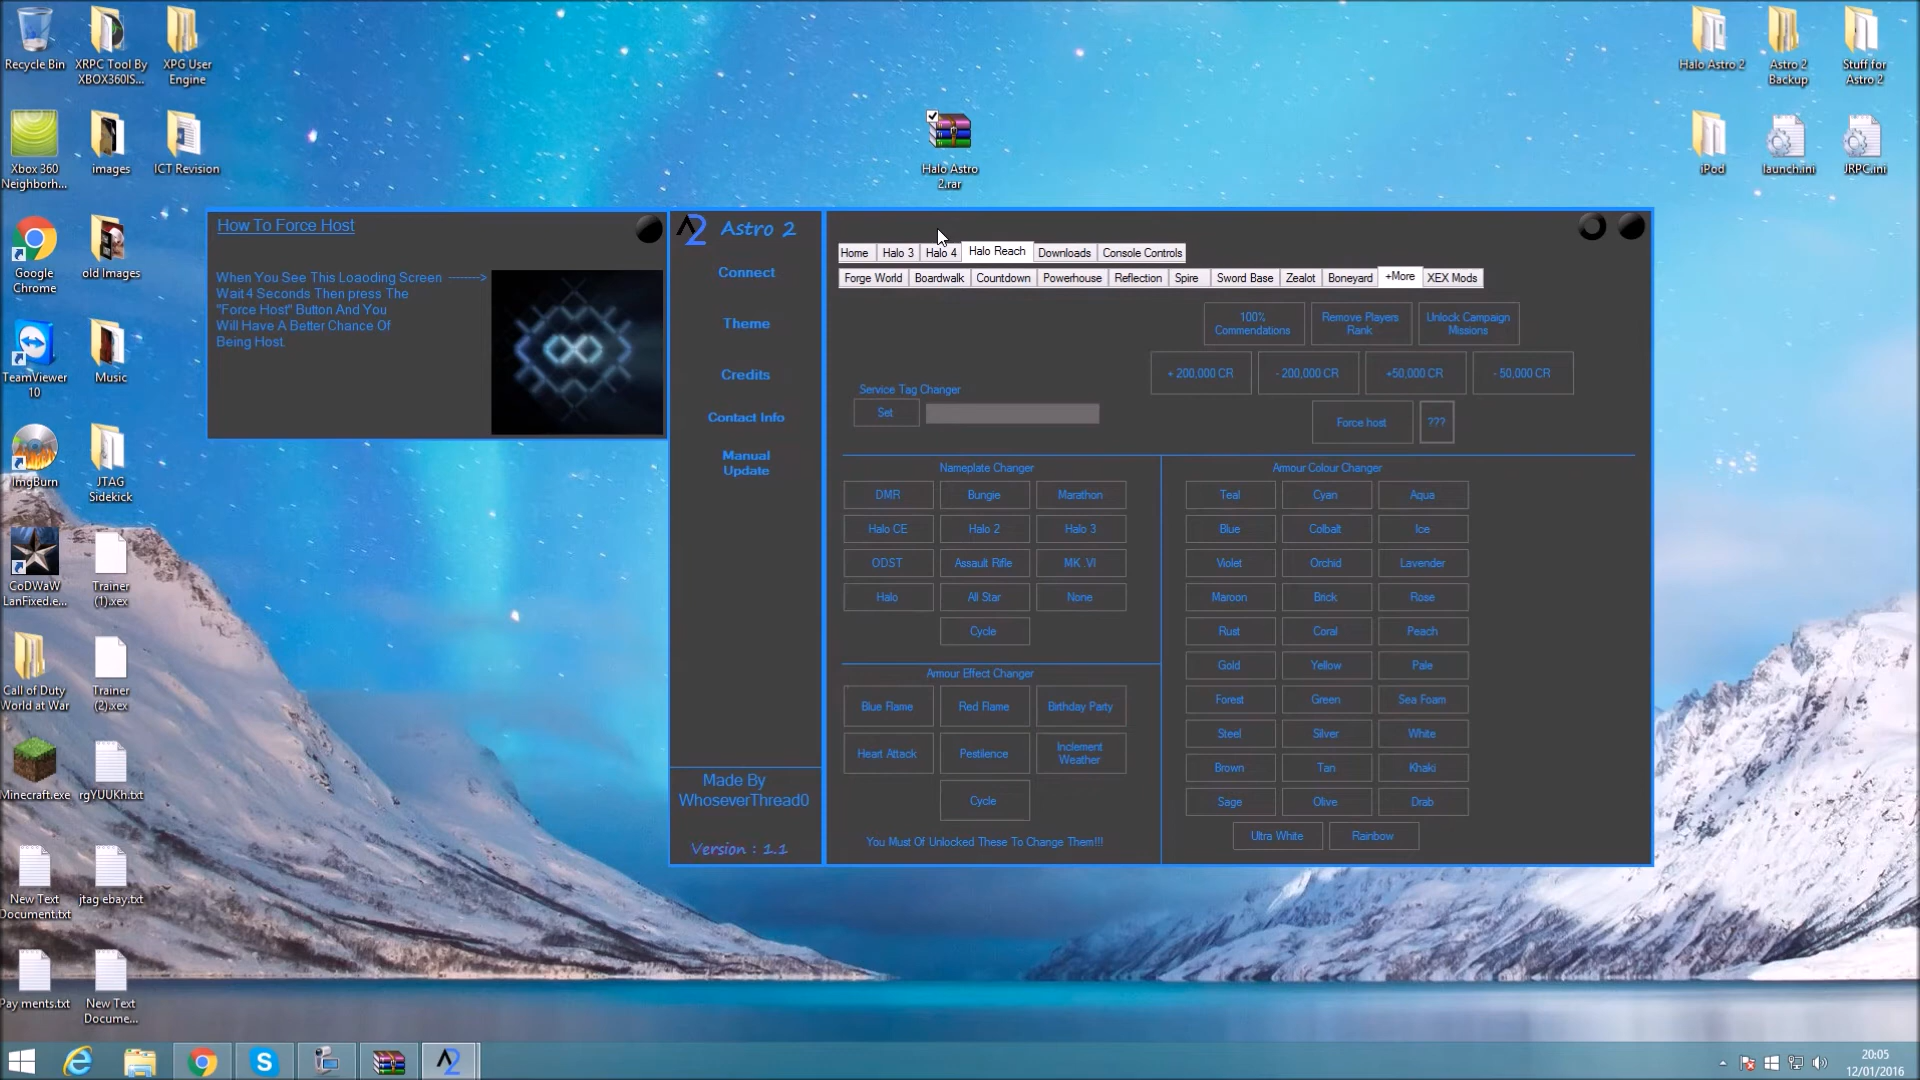 Recycle Bin
XRPC Tool By
XBOX360IS...
XPG User
Engine
Xbox 360
Neighborh...
images
ICT Revision
Google
Chrome
old Images
TeamViewer
10
Music
ImgBurn
JTAG
Sidekick
CoDWaW
LanFixed.e...
Trainer
(1).xex
Call of Duty
World at War
Trainer
(2).xex
Minecraft.exe
rgYUUKh.txt
New Text
Document.txt
jtag ebay.txt
Pay ments.txt
New Text
Docume...
Halo Astro
2.rar
Halo Astro 2
Astro 2
Backup
Stuff for
Astro 2
iPod
launch.ini
JRPC.ini
How To Force Host
When You See This Loaoding Screen -------->
Wait 4 Seconds Then press The
"Force Host" Button And You
Will Have A Better Chance Of
Being Host.
A2 Astro 2
Connect
Theme
Credits
Contact Info
Manual
Update
Made By
WhoseverThread0
Version : 1.1
Home Halo 3 Halo 4 Halo Reach Downloads Console Controls
Forge World Boardwalk Countdown Powerhouse Reflection Spire Sword Base Zealot Boneyard +More XEX Mods
100%
Commendations
Remove Players
Rank
Unlock Campaign
Missions
+ 200,000 CR - 200,000 CR +50,000 CR - 50,000 CR
Service Tag Changer
Set
Force host ???
Nameplate Changer
DMR Bungie Marathon
Halo CE Halo 2 Halo 3
ODST Assault Rifle MK .VI
Halo All Star None
Cycle
Armour Effect Changer
Blue Flame Red Flame Birthday Party
Heart Attack Pestilence Inclement
Weather
Cycle
You Must Of Unlocked These To Change Them!!!
Armour Colour Changer
Teal Cyan Aqua
Blue Colbalt Ice
Violet Orchid Lavender
Maroon Brick Rose
Rust Coral Peach
Gold Yellow Pale
Forest Green Sea Foam
Steel Silver White
Brown Tan Khaki
Sage Olive Drab
Ultra White Rainbow
20:05
12/01/2016